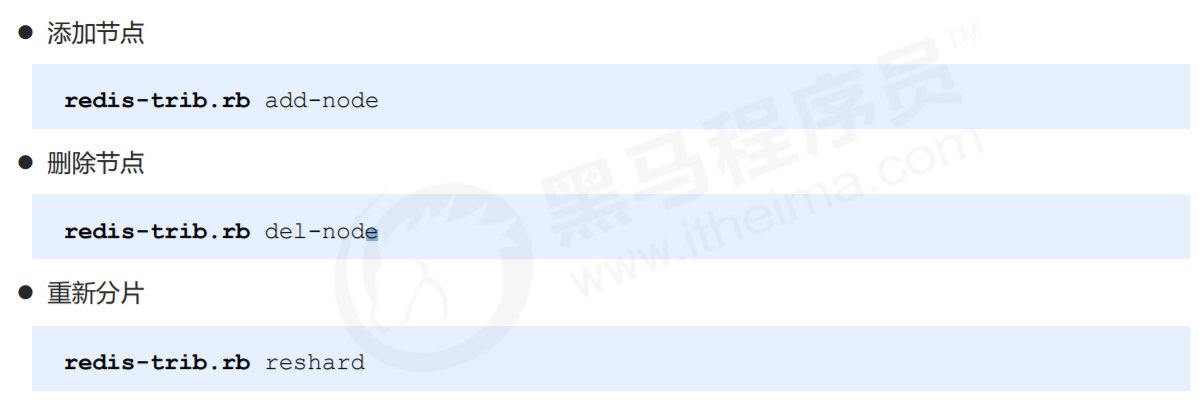 ● 添加节点
redis-trib.rb add-node
● 删除节点
redis-trib.rb del-node
● 重新分片
redis-trib.rb reshard
黑马程序员™
www.itheima.com